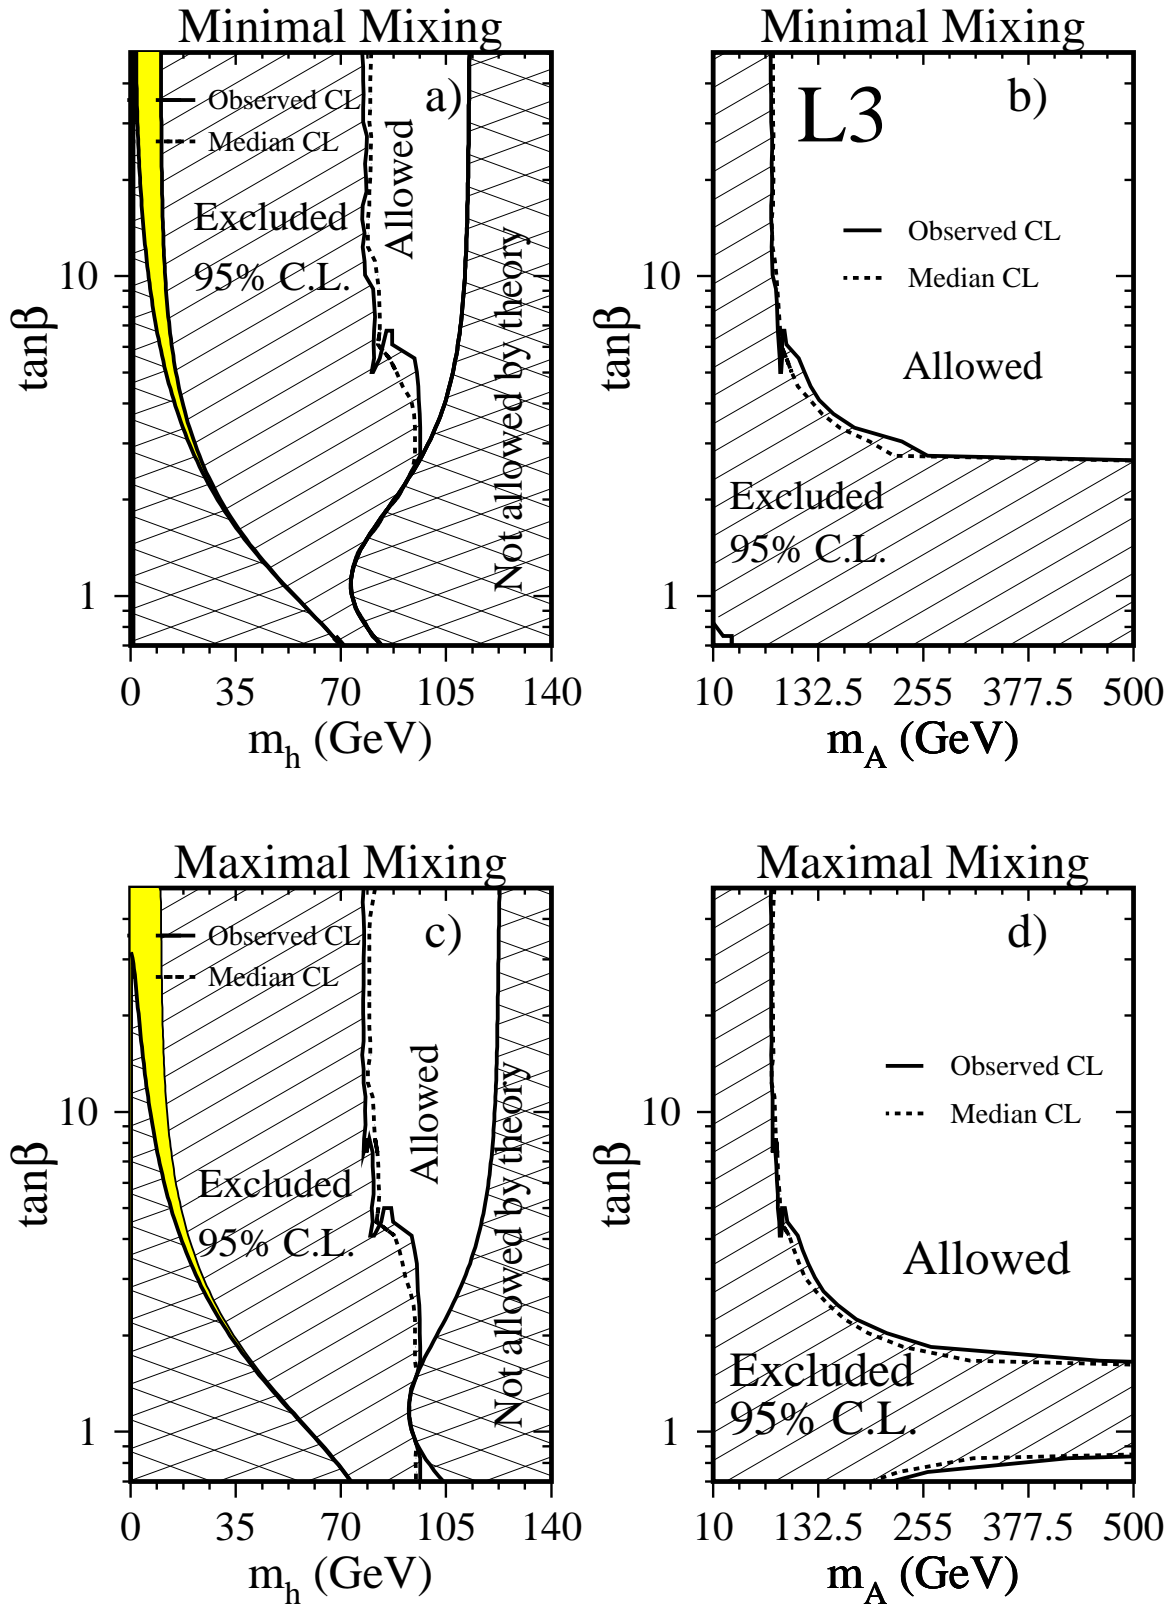 Minimal Mixing
a)
Observed CL
Median CL
Excluded
95% C.L.
Allowed
Not allowed by theory
10
1
tanβ
0 35 70 105 140
m_h (GeV)
Minimal Mixing
L3
b)
Observed CL
Median CL
Allowed
Excluded
95% C.L.
10
1
tanβ
10 132.5 255 377.5 500
m_A (GeV)
Maximal Mixing
c)
Observed CL
Median CL
Allowed
Excluded
95% C.L.
Not allowed by theory
10
1
tanβ
0 35 70 105 140
m_h (GeV)
Maximal Mixing
d)
Observed CL
Median CL
Allowed
Excluded
95% C.L.
10
1
tanβ
10 132.5 255 377.5 500
m_A (GeV)